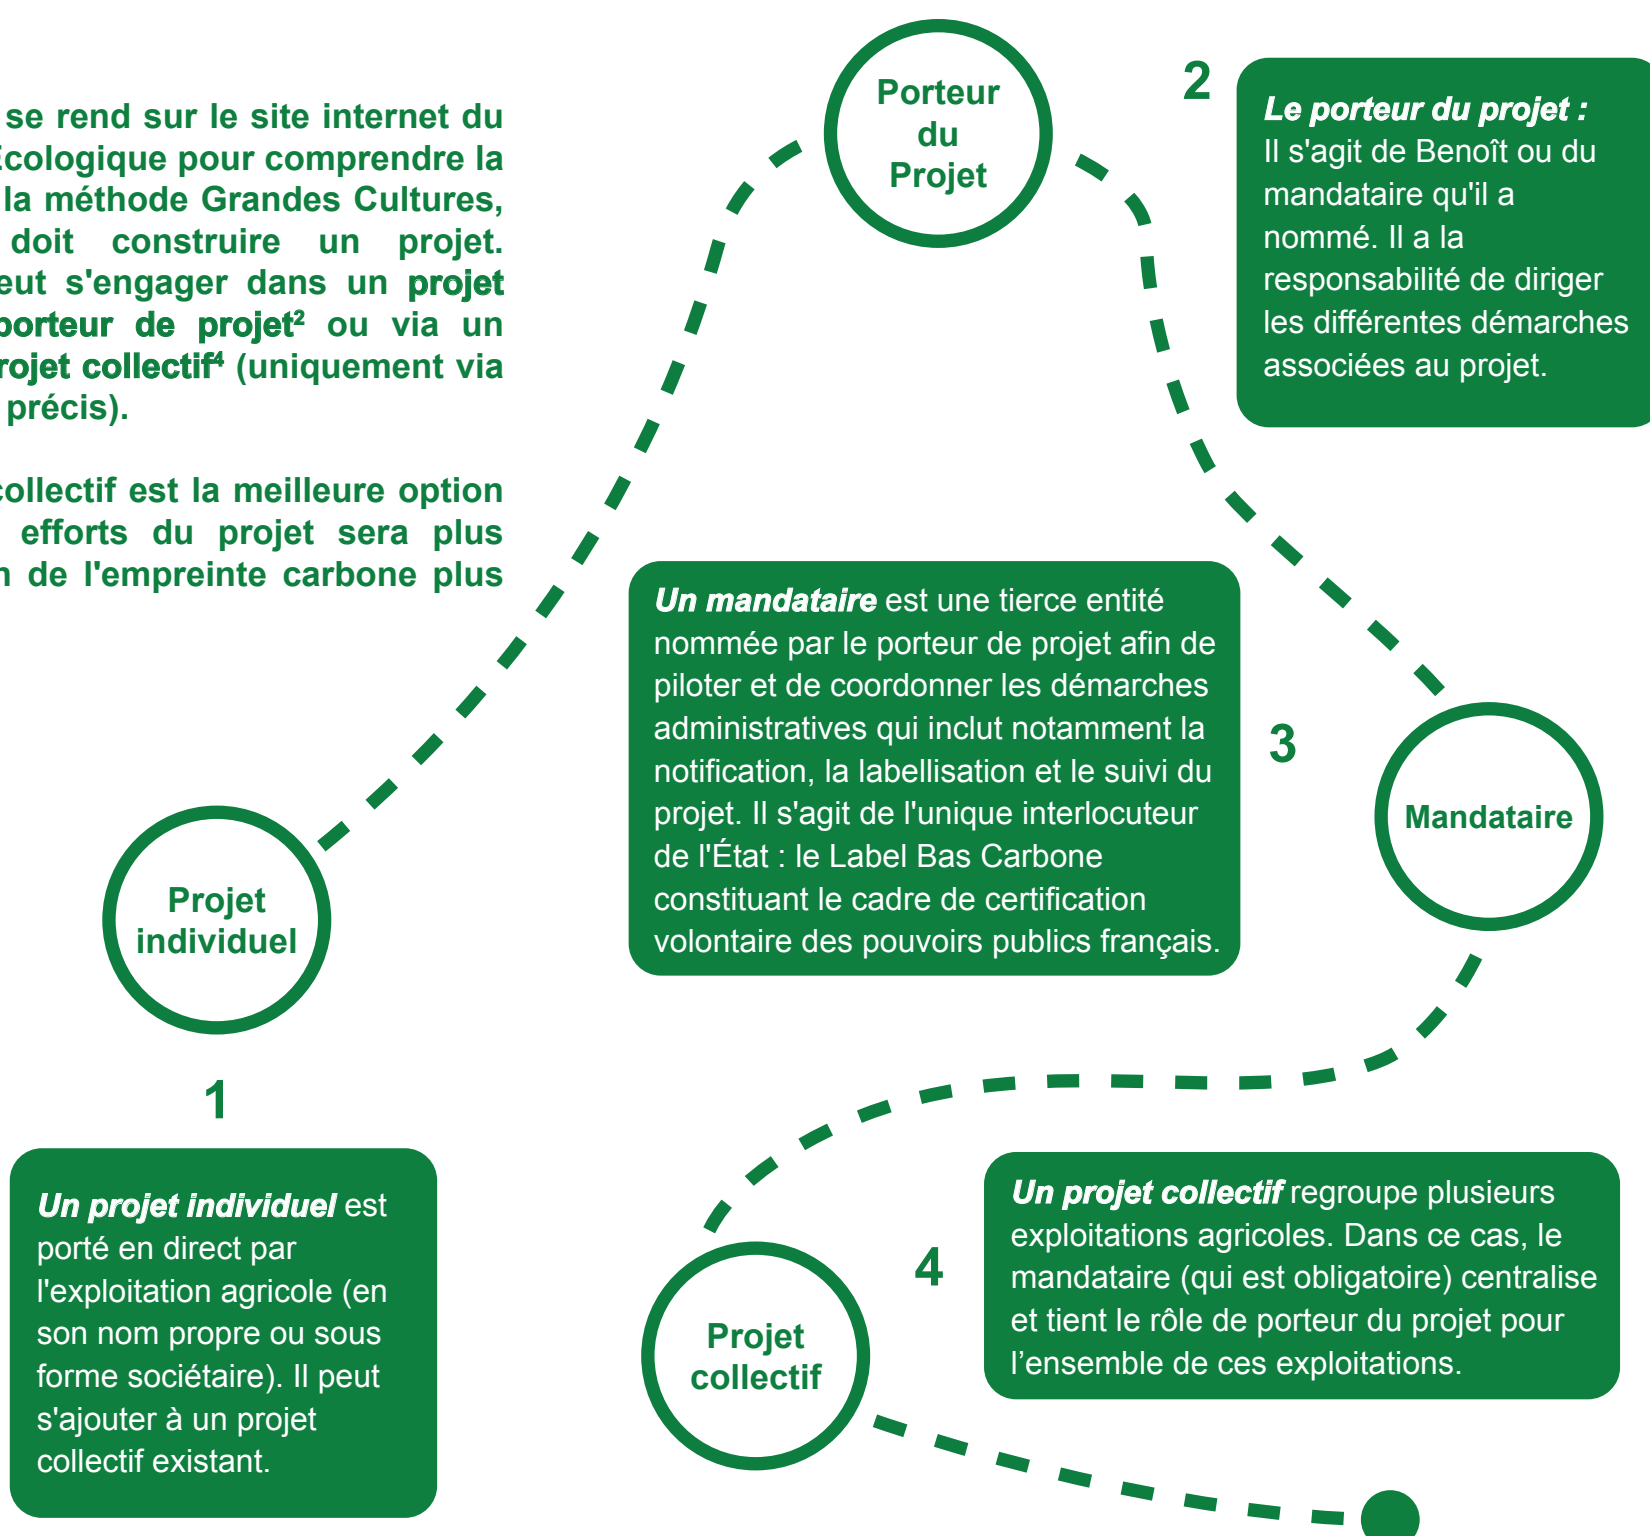 se rend sur le site internet du
Écologique pour comprendre la
la méthode Grandes Cultures,
doit construire un projet.
eut s'engager dans un projet
porteur de projet² ou via un
rojet collectif⁴ (uniquement via
précis).
collectif est la meilleure option
efforts du projet sera plus
n de l'empreinte carbone plus
Porteur
du
Projet
2
Le porteur du projet :
Il s'agit de Benoît ou du
mandataire qu'il a
nommé. Il a la
responsabilité de diriger
les différentes démarches
associées au projet.
Un mandataire est une tierce entité
nommée par le porteur de projet afin de
piloter et de coordonner les démarches
administratives qui inclut notamment la
notification, la labellisation et le suivi du
projet. Il s'agit de l'unique interlocuteur
de l'État : le Label Bas Carbone
constituant le cadre de certification
volontaire des pouvoirs publics français.
3
Mandataire
Projet
individuel
1
Un projet individuel est
porté en direct par
l'exploitation agricole (en
son nom propre ou sous
forme sociétaire). Il peut
s'ajouter à un projet
collectif existant.
Projet
collectif
4
Un projet collectif regroupe plusieurs
exploitations agricoles. Dans ce cas, le
mandataire (qui est obligatoire) centralise
et tient le rôle de porteur du projet pour
l’ensemble de ces exploitations.